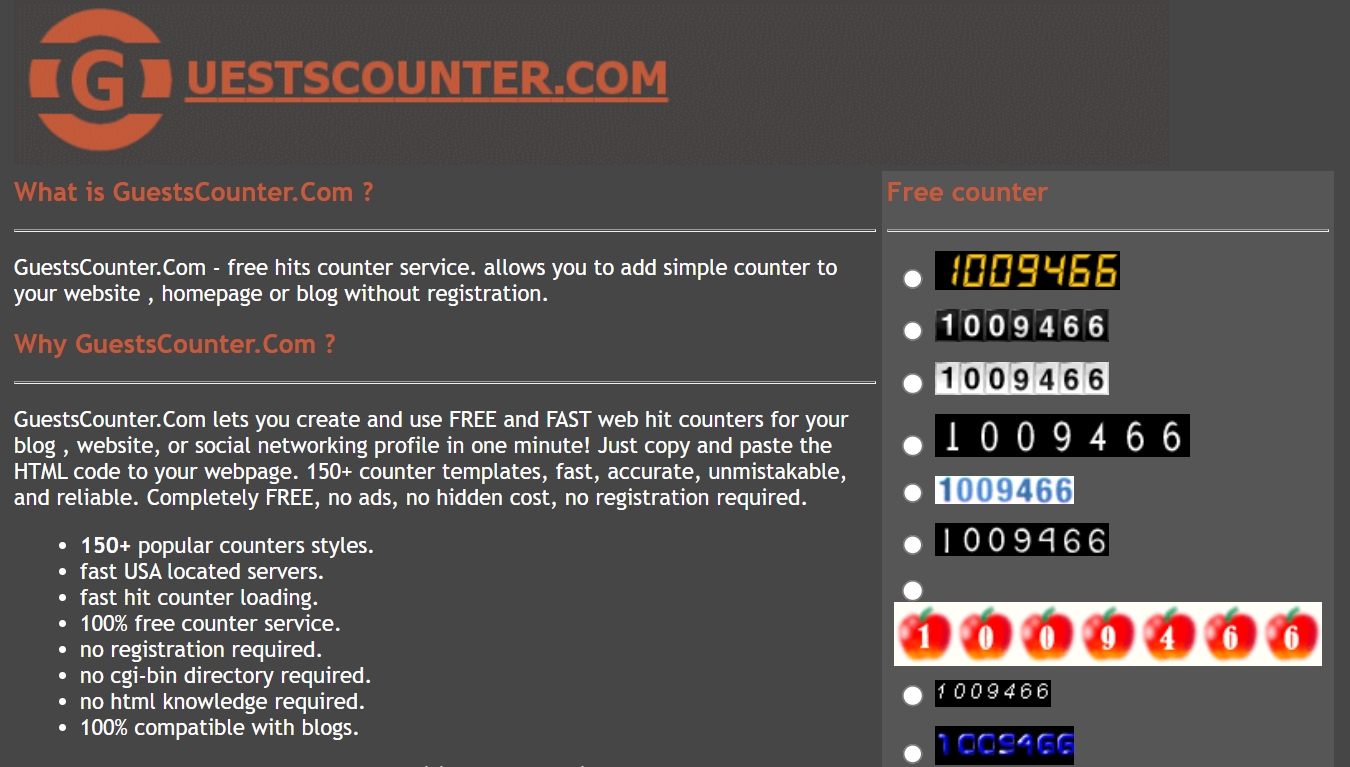 GUESTSCOUNTER.COM
What is GuestsCounter.Com ?
GuestsCounter.Com - free hits counter service. allows you to add simple counter to
your website , homepage or blog without registration.
Why GuestsCounter.Com ?
GuestsCounter.Com lets you create and use FREE and FAST web hit counters for your
blog , website, or social networking profile in one minute! Just copy and paste the
HTML code to your webpage. 150+ counter templates, fast, accurate, unmistakable,
and reliable. Completely FREE, no ads, no hidden cost, no registration required.
• 150+ popular counters styles.
• fast USA located servers.
• fast hit counter loading.
• 100% free counter service.
• no registration required.
• no cgi-bin directory required.
• no html knowledge required.
• 100% compatible with blogs.
Free counter
1009466
1009466
1009466
1009466
1009466
1009466
1009466
1009466
1009466